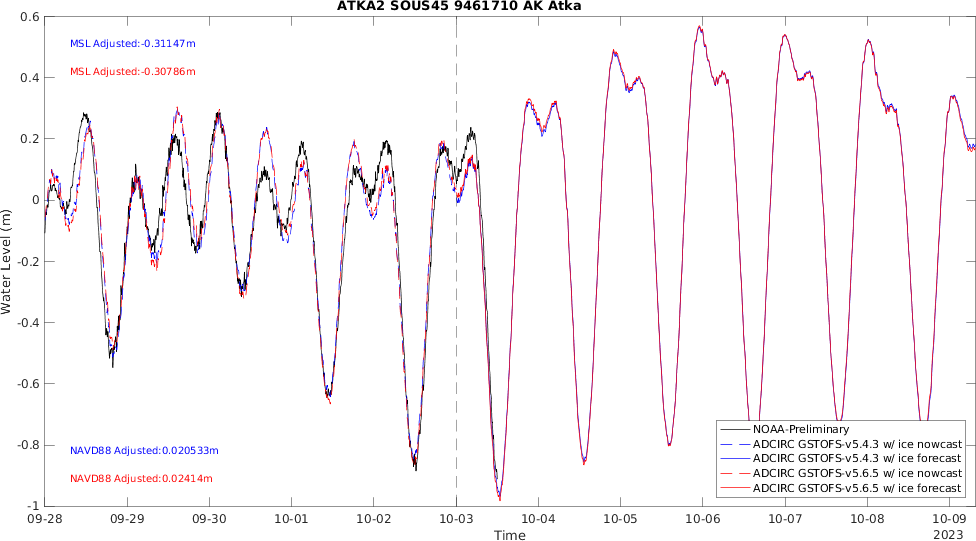 ATKA2 SOUS45 9461710 AK Atka
0.6
0.4
0.2
0
-0.2
-0.4
-0.6
-0.8
-1
Water Level (m)
MSL Adjusted:-0.31147m
MSL Adjusted:-0.30786m
NAVD88 Adjusted:0.020533m
NAVD88 Adjusted:0.02414m
NOAA-Preliminary
ADCIRC GSTOFS-v5.4.3 w/ ice nowcast
ADCIRC GSTOFS-v5.4.3 w/ ice forecast
ADCIRC GSTOFS-v5.6.5 w/ ice nowcast
ADCIRC GSTOFS-v5.6.5 w/ ice forecast
09-28 09-29 09-30 10-01 10-02 10-03 10-04 10-05 10-06 10-07 10-08 10-09
Time
2023